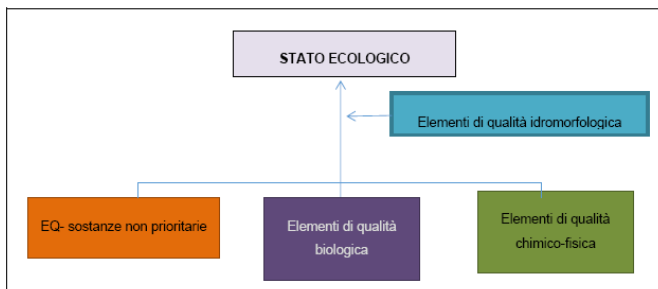 STATO ECOLOGICO
Elementi di qualità idromorfologica
EQ- sostanze non prioritarie
Elementi di qualità
biologica
Elementi di qualità
chimico-fisica